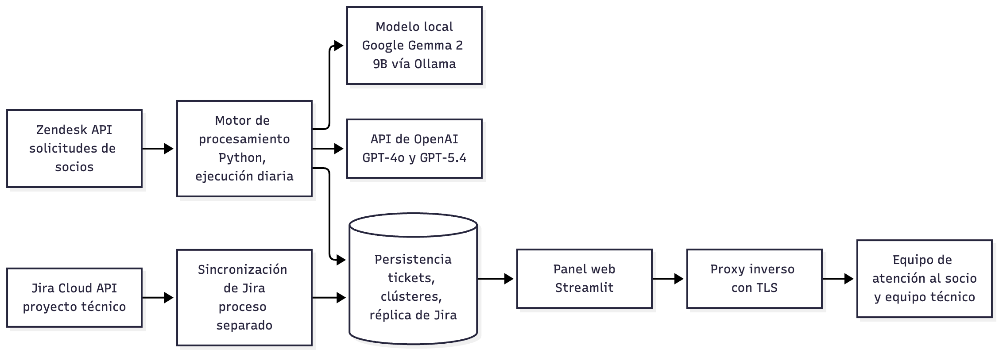 Modelo local
Google Gemma 2
9B vía Ollama
Zendesk API
solicitudes de
socios
Motor de
procesamiento
Python,
ejecución diaria
API de OpenAI
GPT-4o y GPT-5.4
Jira Cloud API
proyecto técnico
Sincronización
de Jira
proceso
separado
Persistencia
tickets,
clústeres,
réplica de Jira
Panel web
Streamlit
Proxy inverso
con TLS
Equipo de
atención al socio
y equipo técnico